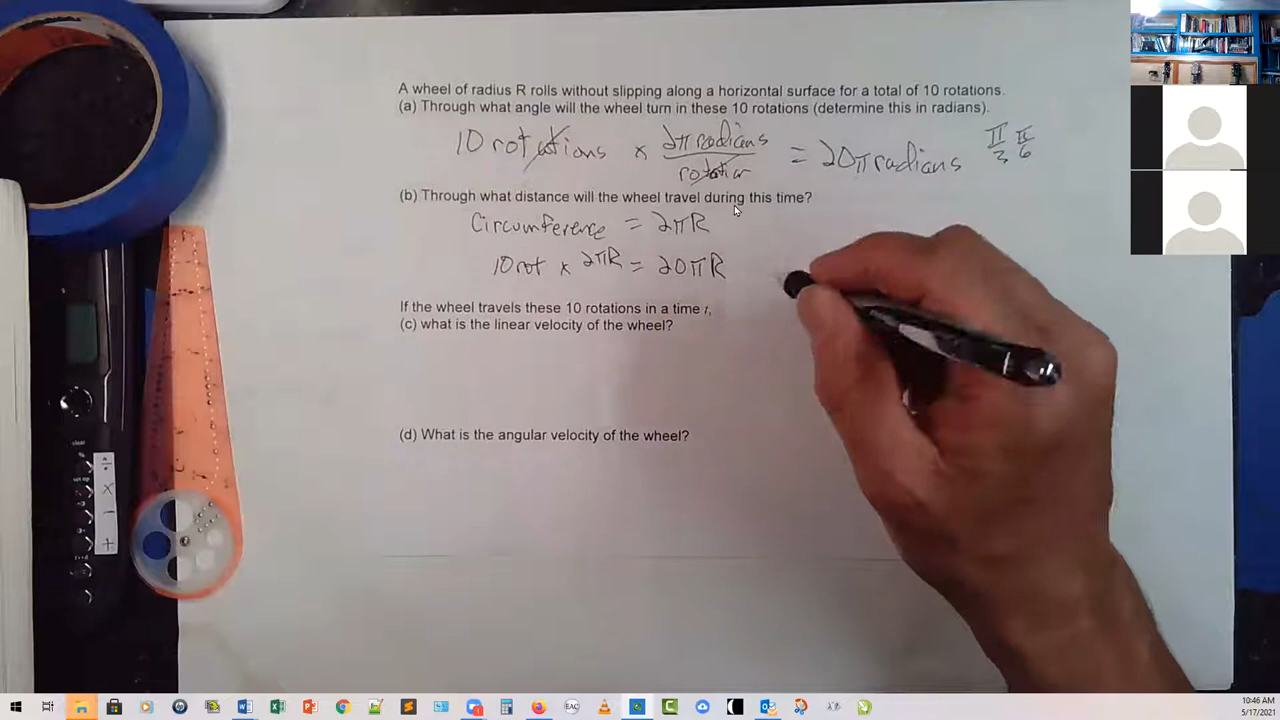 A wheel of radius R rolls without slipping along a horizontal surface for a total of 10 rotations.
(a) Through what angle will the wheel turn in these 10 rotations (determine this in radians).
10 rotations × 2π radians / rotation = 20π radians π/3 π/6
(b) Through what distance will the wheel travel during this time?
Circumference = 2πR
10 rot × 2πR = 20πR
If the wheel travels these 10 rotations in a time t,
(c) what is the linear velocity of the wheel?
(d) What is the angular velocity of the wheel?
clear
×
−
+
EAC
10:46 AM
5/17/2021